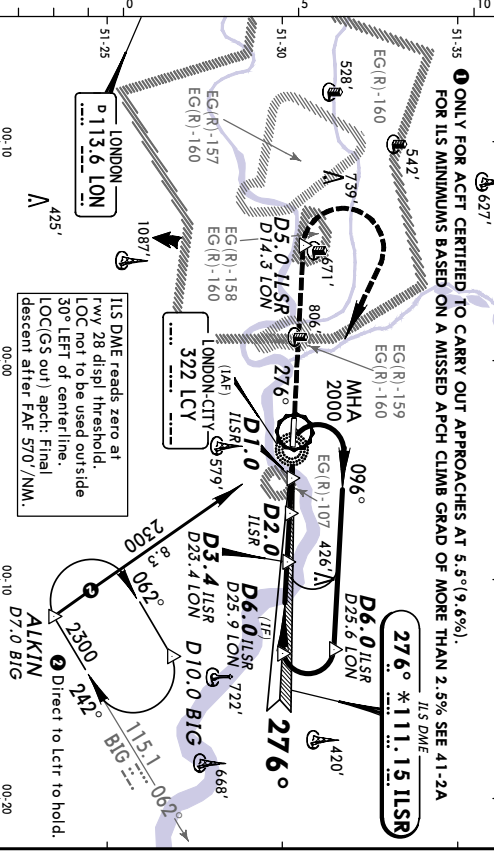 ❶ ONLY FOR ACFT CERTIFIED TO CARRY OUT APPROACHES AT 5.5°(9.6%).
FOR ILS MINIMUMS BASED ON A MISSED APCH CLIMB GRAD OF MORE THAN 2.5% SEE 41-2A
0
5
10
51-25
51-30
51-35
00-10
00-00
00-10
00-20
627'
EG(R)-160
542'
528'
EG(R)-157
EG(R)-160
739'
LONDON
D 113.6 LON
425'
1087'
D5.0 ILSR
D14.3 LON
671'
EG(R)-158
EG(R)-160
806'
EG(R)-159
EG(R)-160
ILS DME reads zero at
rwy 28 displ threshold.
LOC not to be used outside
30° LEFT of centerline.
LOC(GS out) apch: Final
descent after FAF 570'/NM.
(IAF)
LONDON-CITY
322 LCY
276°
MHA
2000
096°
579'
D1.0
ILSR
EG(R)-107
D2.0
ILSR
426'
D3.4 ILSR
D23.4 LON
D6.0 ILSR
D25.6 LON
(IF)
D6.0 ILSR
D25.9 LON
ILS DME
276° *111.15 ILSR
276°
420'
2300
8.3
062°
2300
242°
ALKIN
D7.0 BIG
D10.0 BIG
722'
668'
115.1
BIG
062°
❷ Direct to Lctr to hold.